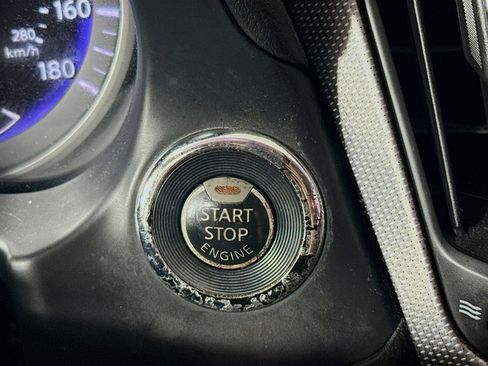 160
280
km/h
180
START
STOP
ENGINE